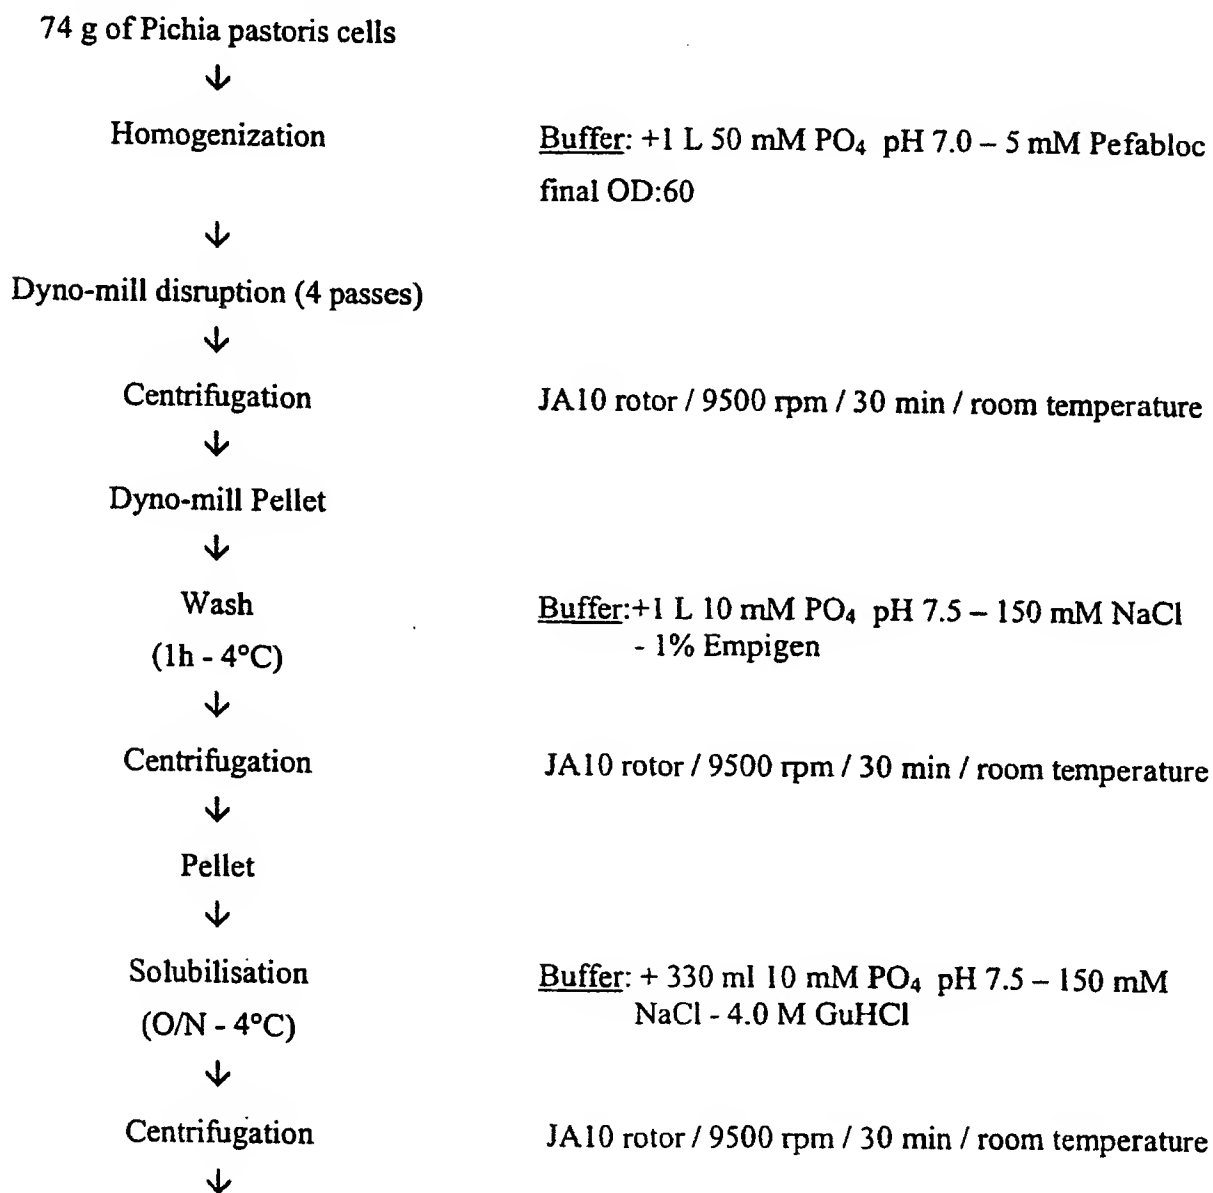 74 g of Pichia pastoris cells
↓
Homogenization Buffer: +1 L 50 mM PO₄ pH 7.0 – 5 mM Pefabloc
final OD:60
↓
Dyno-mill disruption (4 passes)
↓
Centrifugation JA10 rotor / 9500 rpm / 30 min / room temperature
↓
Dyno-mill Pellet
↓
Wash Buffer:+1 L 10 mM PO₄ pH 7.5 – 150 mM NaCl
(1h - 4°C) - 1% Empigen
↓
Centrifugation JA10 rotor / 9500 rpm / 30 min / room temperature
↓
Pellet
↓
Solubilisation Buffer: + 330 ml 10 mM PO₄ pH 7.5 – 150 mM
(O/N - 4°C) NaCl - 4.0 M GuHCl
↓
Centrifugation JA10 rotor / 9500 rpm / 30 min / room temperature
↓